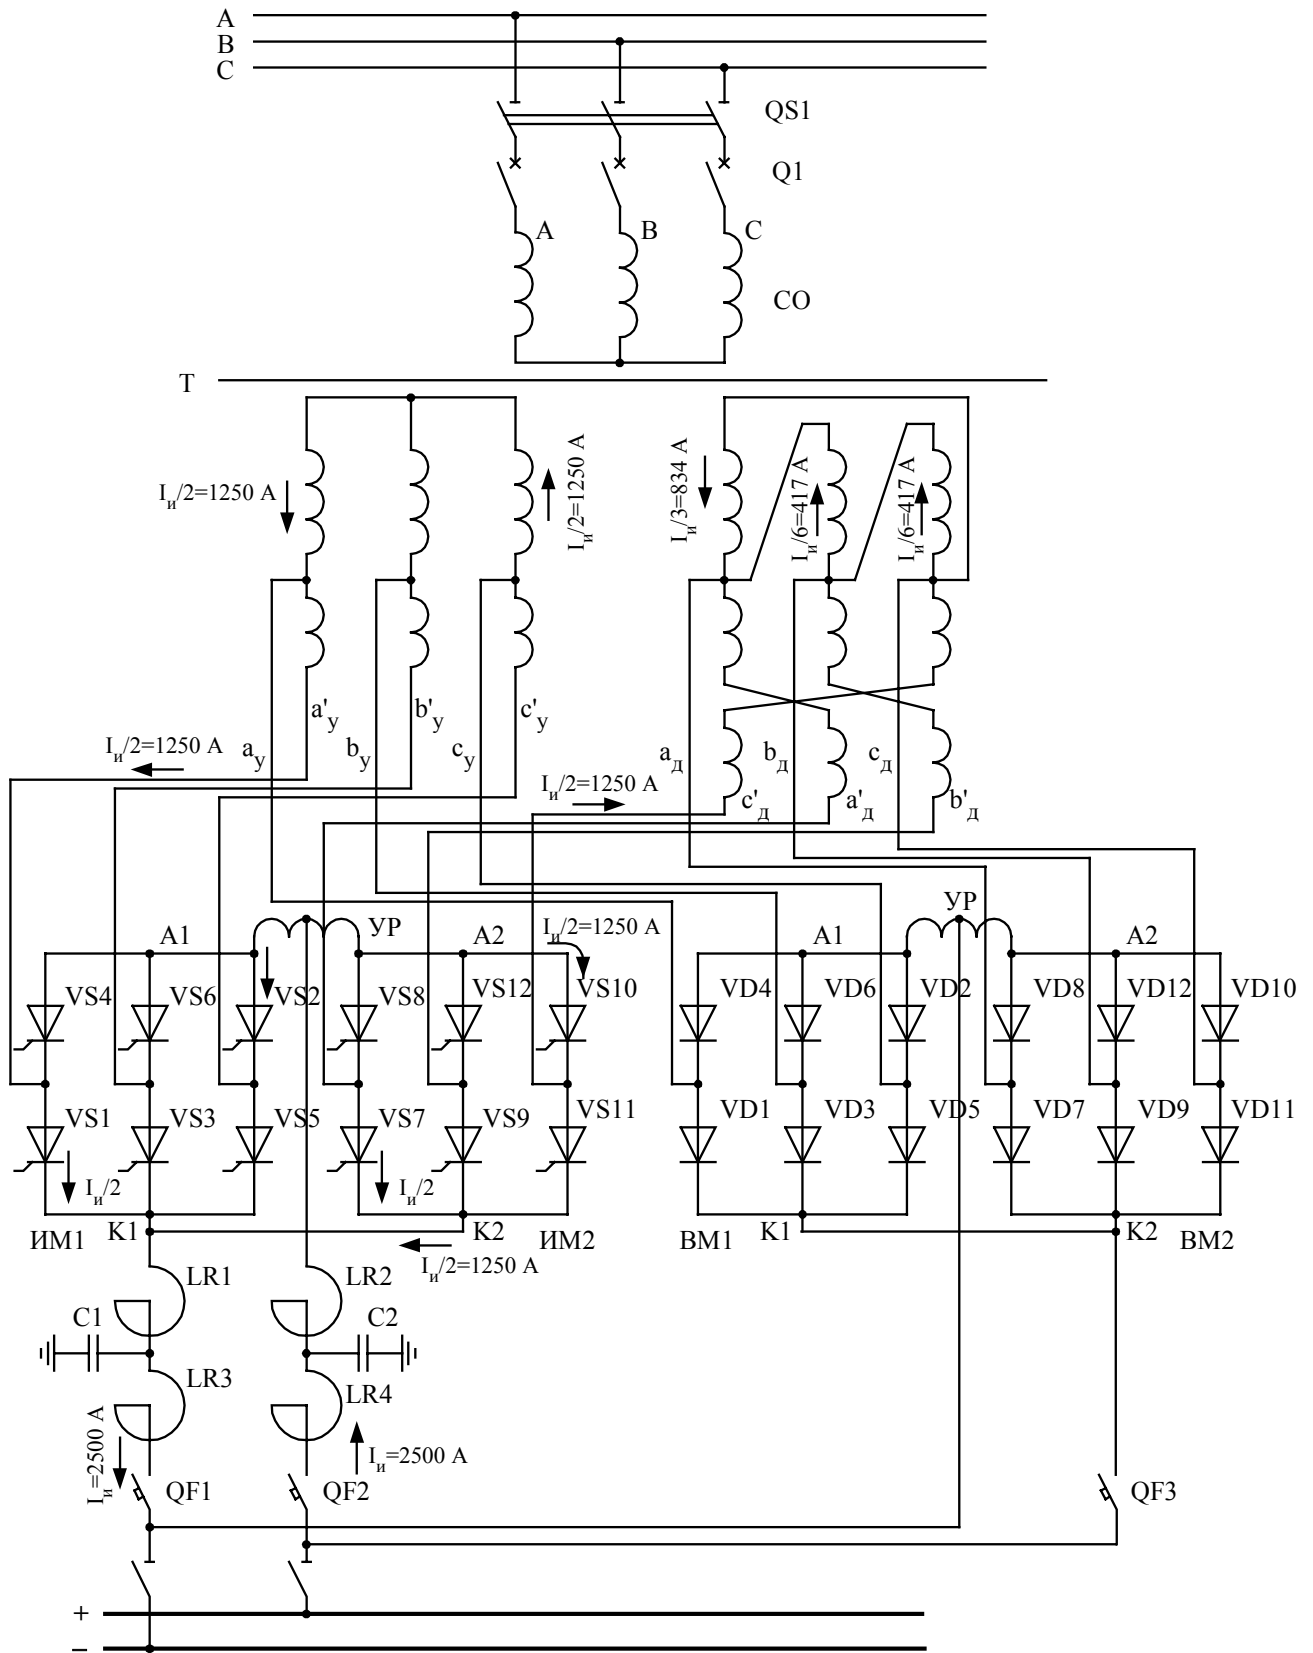 A
B
C
QS1
Q1
A
B
C
CO
T
Iи/2=1250 А
Iи/2=1250 А
Iи/3=834 А
Iи/6=417 А
Iи/6=417 А
a'у
b'у
c'у
Iи/2=1250 А
aу
bу
cу
aд
bд
cд
Iи/2=1250 А
c'д
a'д
b'д
УР
Iи/2=1250 А
УР
A1
A2
A1
A2
VS4
VS6
VS2
VS8
VS12
VS10
VD4
VD6
VD2
VD8
VD12
VD10
VS1
VS3
VS5
VS7
VS9
VS11
VD1
VD3
VD5
VD7
VD9
VD11
Iи/2
Iи/2
ИМ1
K1
K2
ИМ2
ВМ1
K1
K2
ВМ2
Iи/2=1250 А
LR1
LR2
C1
C2
LR3
LR4
Iи=2500 А
Iи=2500 А
QF1
QF2
QF3
+
–